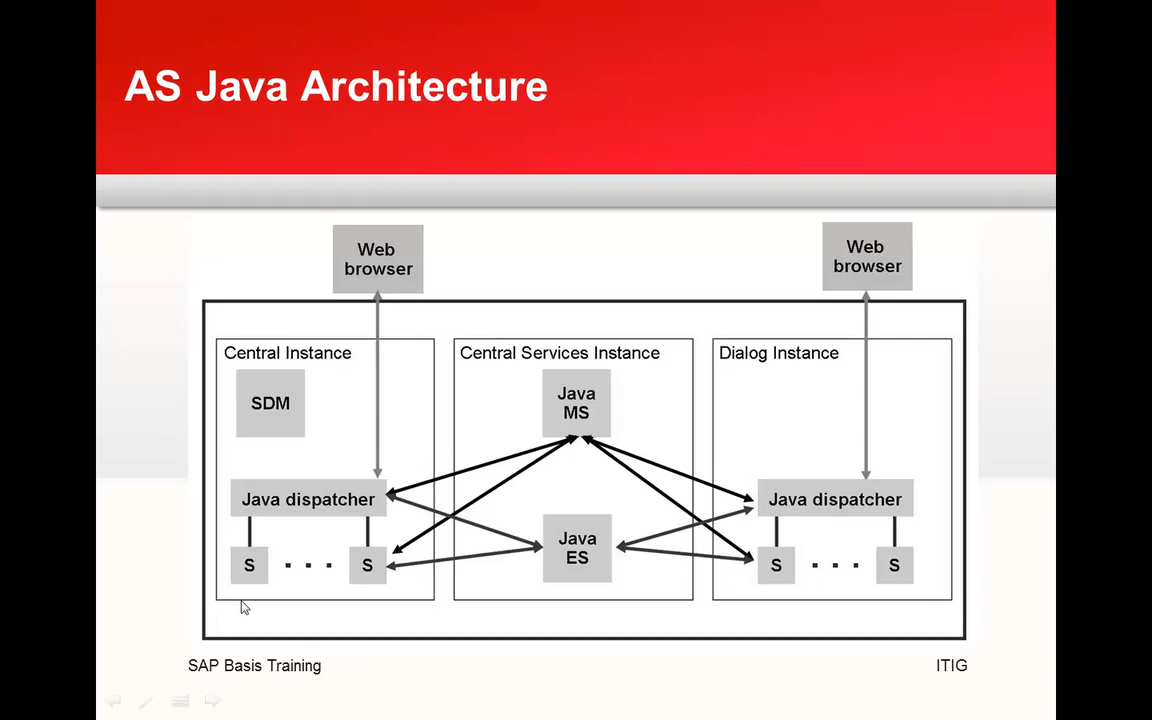 AS Java Architecture
Web
browser
Web
browser
Central Instance
Central Services Instance
Dialog Instance
SDM
Java
MS
Java dispatcher
Java dispatcher
Java
ES
S
. . .
S
S
. . .
S
SAP Basis Training
ITIG